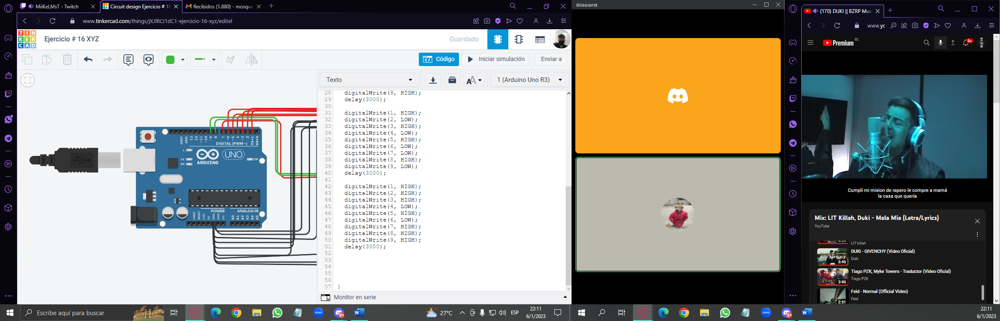 MiiKeLMsT - Twitch
Circuit design Ejercicio # 16
Recibidos (1.880) - mosque
www.tinkercad.com/things/jXJlRCI1dC1-ejercicio-16-xyz/editel
TIN
KER
CAD
Ejercicio # 16 XYZ
Guardado
Código
Iniciar simulación
Enviar a
Texto
1 (Arduino Uno R3)
28 digitalWrite(9, HIGH);
29 delay(3000);
30
31 digitalWrite(1, HIGH);
32 digitalWrite(2, LOW);
33 digitalWrite(3, HIGH);
34 digitalWrite(4, LOW);
35 digitalWrite(5, HIGH);
36 digitalWrite(6, LOW);
37 digitalWrite(7, LOW);
38 digitalWrite(8, HIGH);
39 digitalWrite(9, LOW);
40 delay(3000);
41
42 digitalWrite(1, HIGH);
43 digitalWrite(2, HIGH);
44 digitalWrite(3, HIGH);
45 digitalWrite(4, LOW);
46 digitalWrite(5, HIGH);
47 digitalWrite(6, LOW);
48 digitalWrite(7, HIGH);
49 digitalWrite(8, HIGH);
50 digitalWrite(9, HIGH);
51 delay(3000);
52
53
54
55
56
57 }
Monitor en serie
AREF
GND
13
12
~11
~10
~9
8
7
~6
~5
4
~3
2
TX→1
RX←0
DIGITAL (PWM~)
L
TX
RX
ARDUINO
UNO
ON
POWER
ANALOG IN
IOREF
RESET
3.3V
5V
GND
GND
Vin
A0
A1
A2
A3
A4
A5
Escribe aquí para buscar
zoom
9+
27°C
ESP
22:11
6/1/2023
Discord
(170) DUKI || BZRP Mus
www.yc
Premium
EC
9+
Cumpli mi mision de rapero le compre a mamá
la casa que quería
Mix: LIT Killah, Duki - Mala Mía (Letra/Lyrics)
YouTube
LIT killah
DUKI - GIVENCHY (Video Oficial)
Duki
GIVENCHY
3:45
Tiago PZK, Myke Towers - Traductor (Video Oficial)
Tiago PZK
3:45
Feid - Normal (Official Video)
Feid
2:51
zoom
9+
22:11
6/1/2023